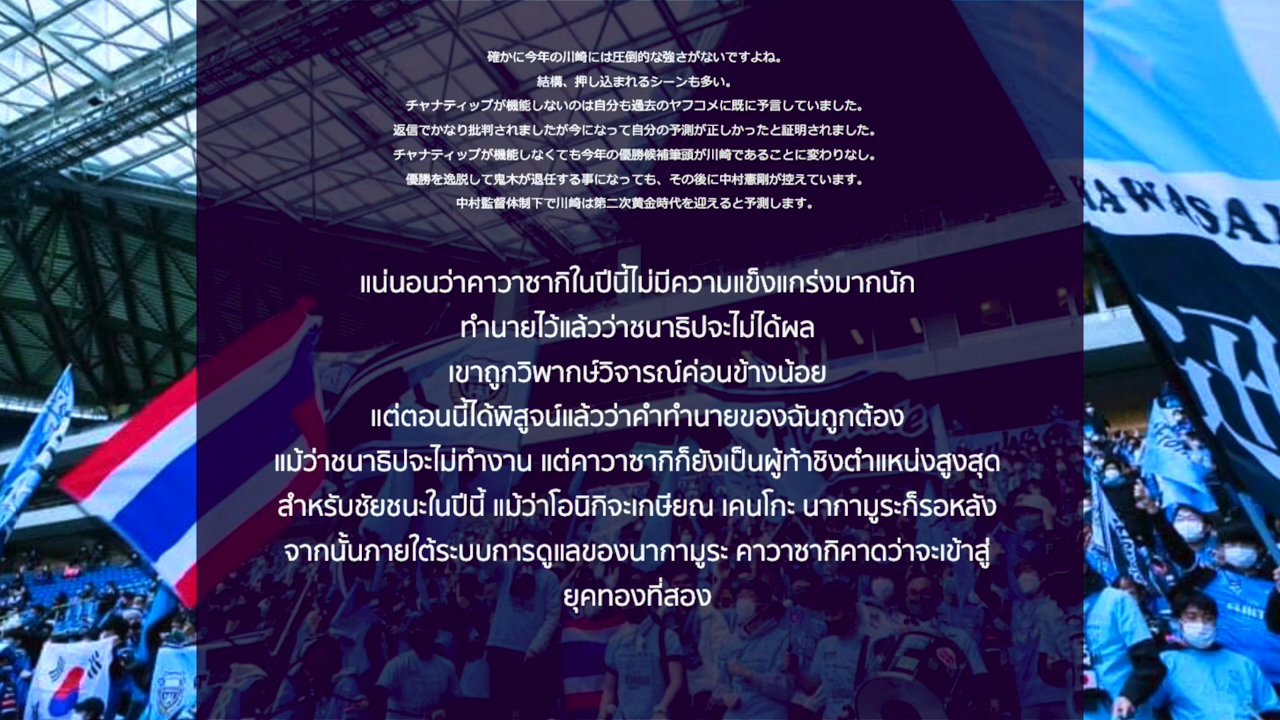 確かに今年の川崎には圧倒的な強さがないですよね。
結構、押し込まれるシーンも多い。
チャナティップが機能しないのは自分も過去のヤフコメに既に予言していました。
返信でかなり批判されましたが今になって自分の予測が正しかったと証明されました。
チャナティップが機能しなくても今年の優勝候補筆頭が川崎であることに変わりなし。
優勝を逸脱して鬼木が退任する事になっても、その後に中村憲剛が控えています。
中村監督体制下で川崎は第二次黄金時代を迎えると予測します。
แน่นอนว่าคาวาซากิในปีนี้ไม่มีความแข็งแกร่งมากนัก
ทำนายไว้แล้วว่าชนาธิปจะไม่ได้ผล
เขาถูกวิพากษ์วิจารณ์ค่อนข้างน้อย
แต่ตอนนี้ได้พิสูจน์แล้วว่าคำทำนายของฉันถูกต้อง
แม้ว่าชนาธิปจะไม่ทำงาน แต่คาวาซากิก็ยังเป็นผู้ท้าชิงตำแหน่งสูงสุด
สำหรับชัยชนะในปีนี้ แม้ว่าโอนิกิจะเกษียณ เคนโกะ นากามูระก็รอหลัง
จากนั้นภายใต้ระบบการดูแลของนากามูระ คาวาซากิคาดว่าจะเข้าสู่
ยุคทองที่สอง